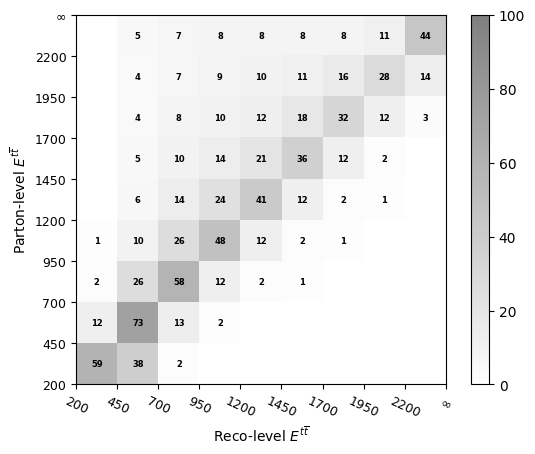 ∞
100
5 7 8 8 8 8 11 44
2200
4 7 9 10 11 16 28 14
1950
80
4 8 10 12 18 32 12 3
1700
5 10 14 21 36 12 2
60
1450
6 14 24 41 12 2 1
1200
1 10 26 48 12 2 1
40
950
2 26 58 12 2 1
700
20
12 73 13 2
450
59 38 2
200
0
200 450 700 950 1200 1450 1700 1950 2200 ∞
Parton-level E^{tt̅}
Reco-level E^{tt̅}